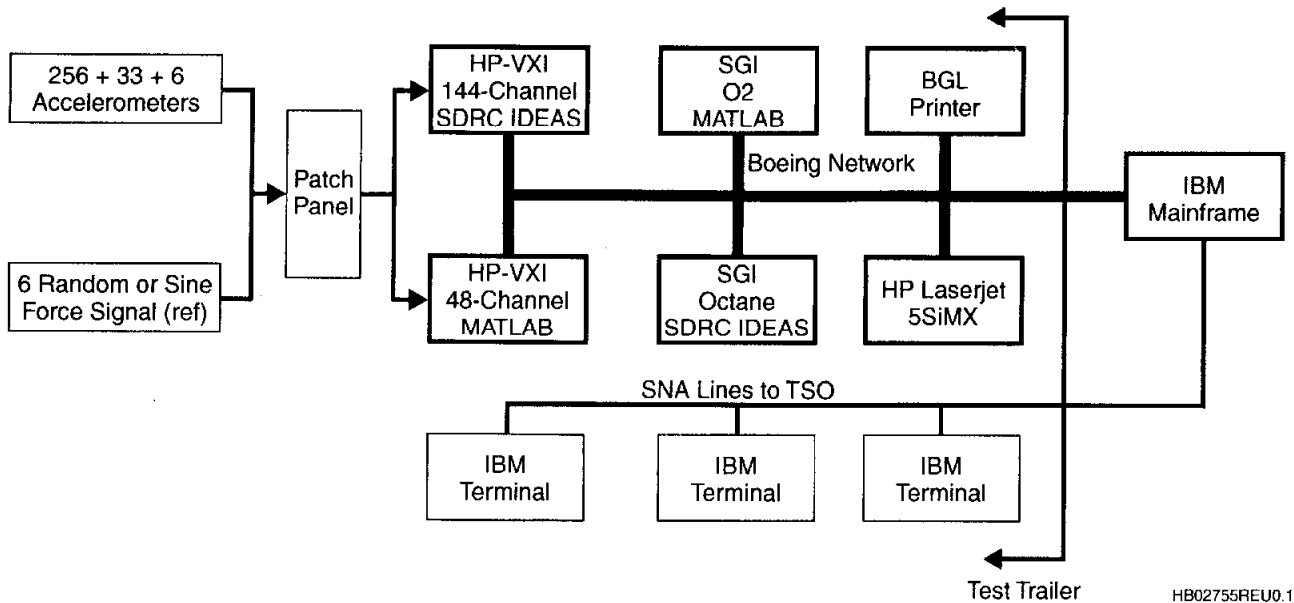 256 + 33 + 6
Accelerometers
6 Random or Sine
Force Signal (ref)
Patch
Panel
HP-VXI
144-Channel
SDRC IDEAS
HP-VXI
48-Channel
MATLAB
SGI
O2
MATLAB
Boeing Network
SGI
Octane
SDRC IDEAS
BGL
Printer
HP Laserjet
5SiMX
IBM
Mainframe
SNA Lines to TSO
IBM
Terminal
IBM
Terminal
IBM
Terminal
Test Trailer
HB02755REU0.1